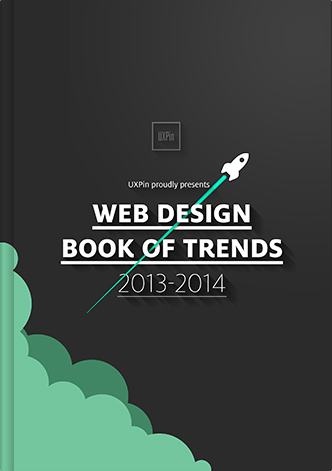 UXPin
UXPin proudly presents
WEB DESIGN
BOOK OF TRENDS
2013-2014